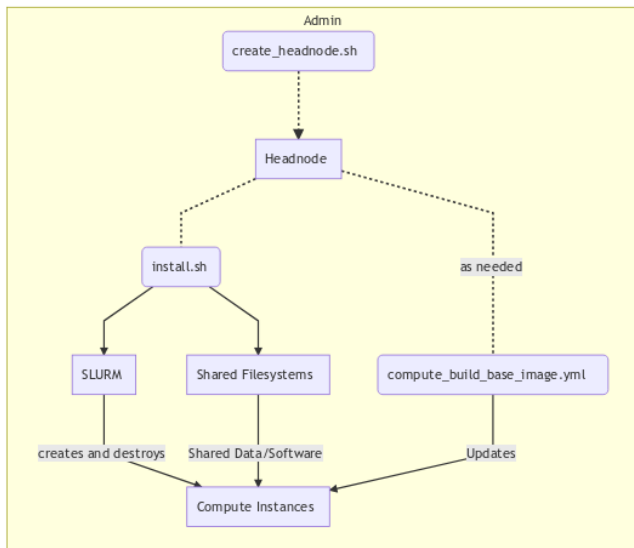 Admin
create_headnode.sh
Headnode
install.sh
as needed
SLURM
Shared Filesystems
compute_build_base_image.yml
creates and destroys
Shared Data/Software
Updates
Compute Instances